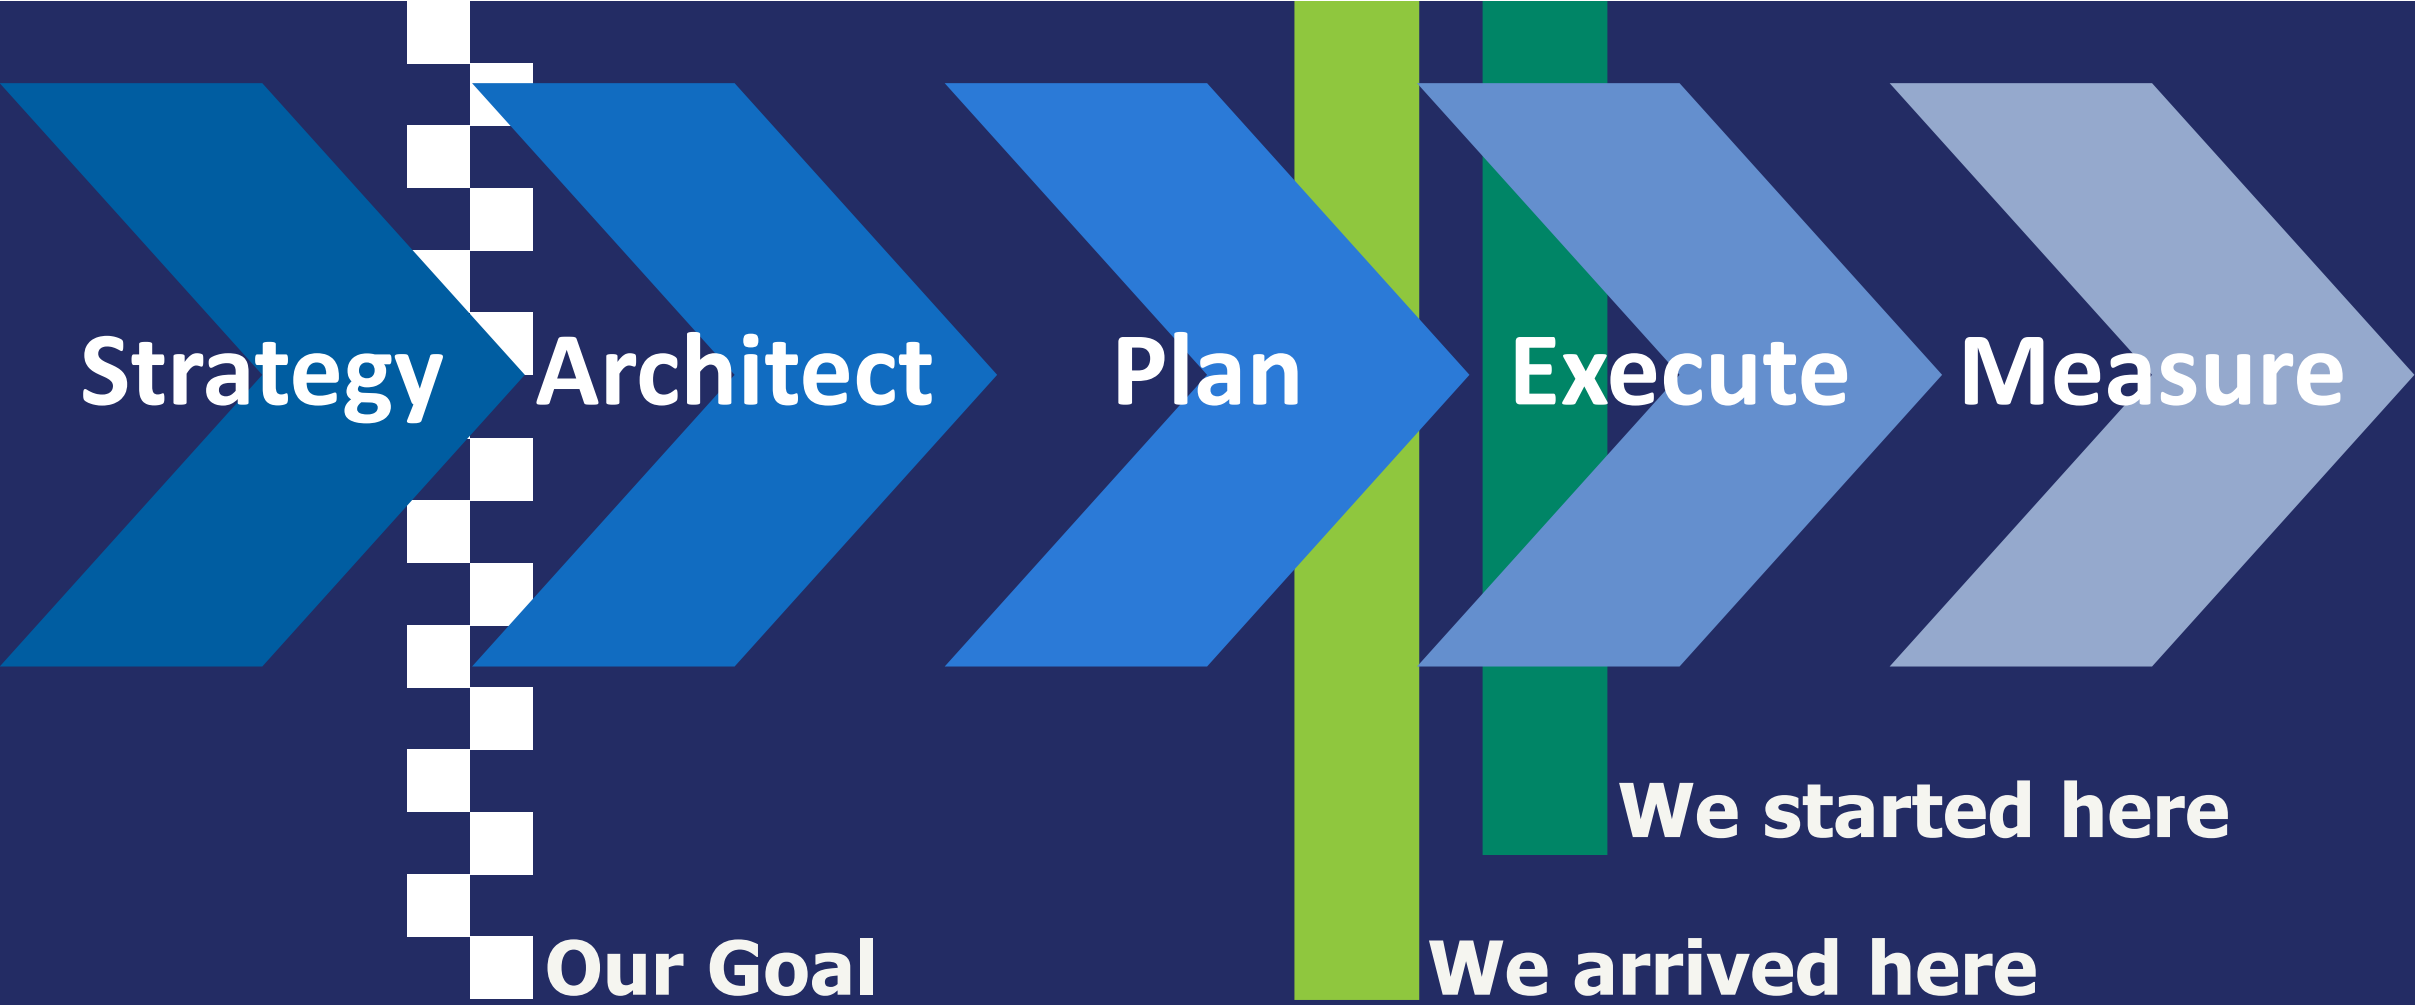 Strategy
Architect
Plan
Execute
Measure
We started here
Our Goal
We arrived here